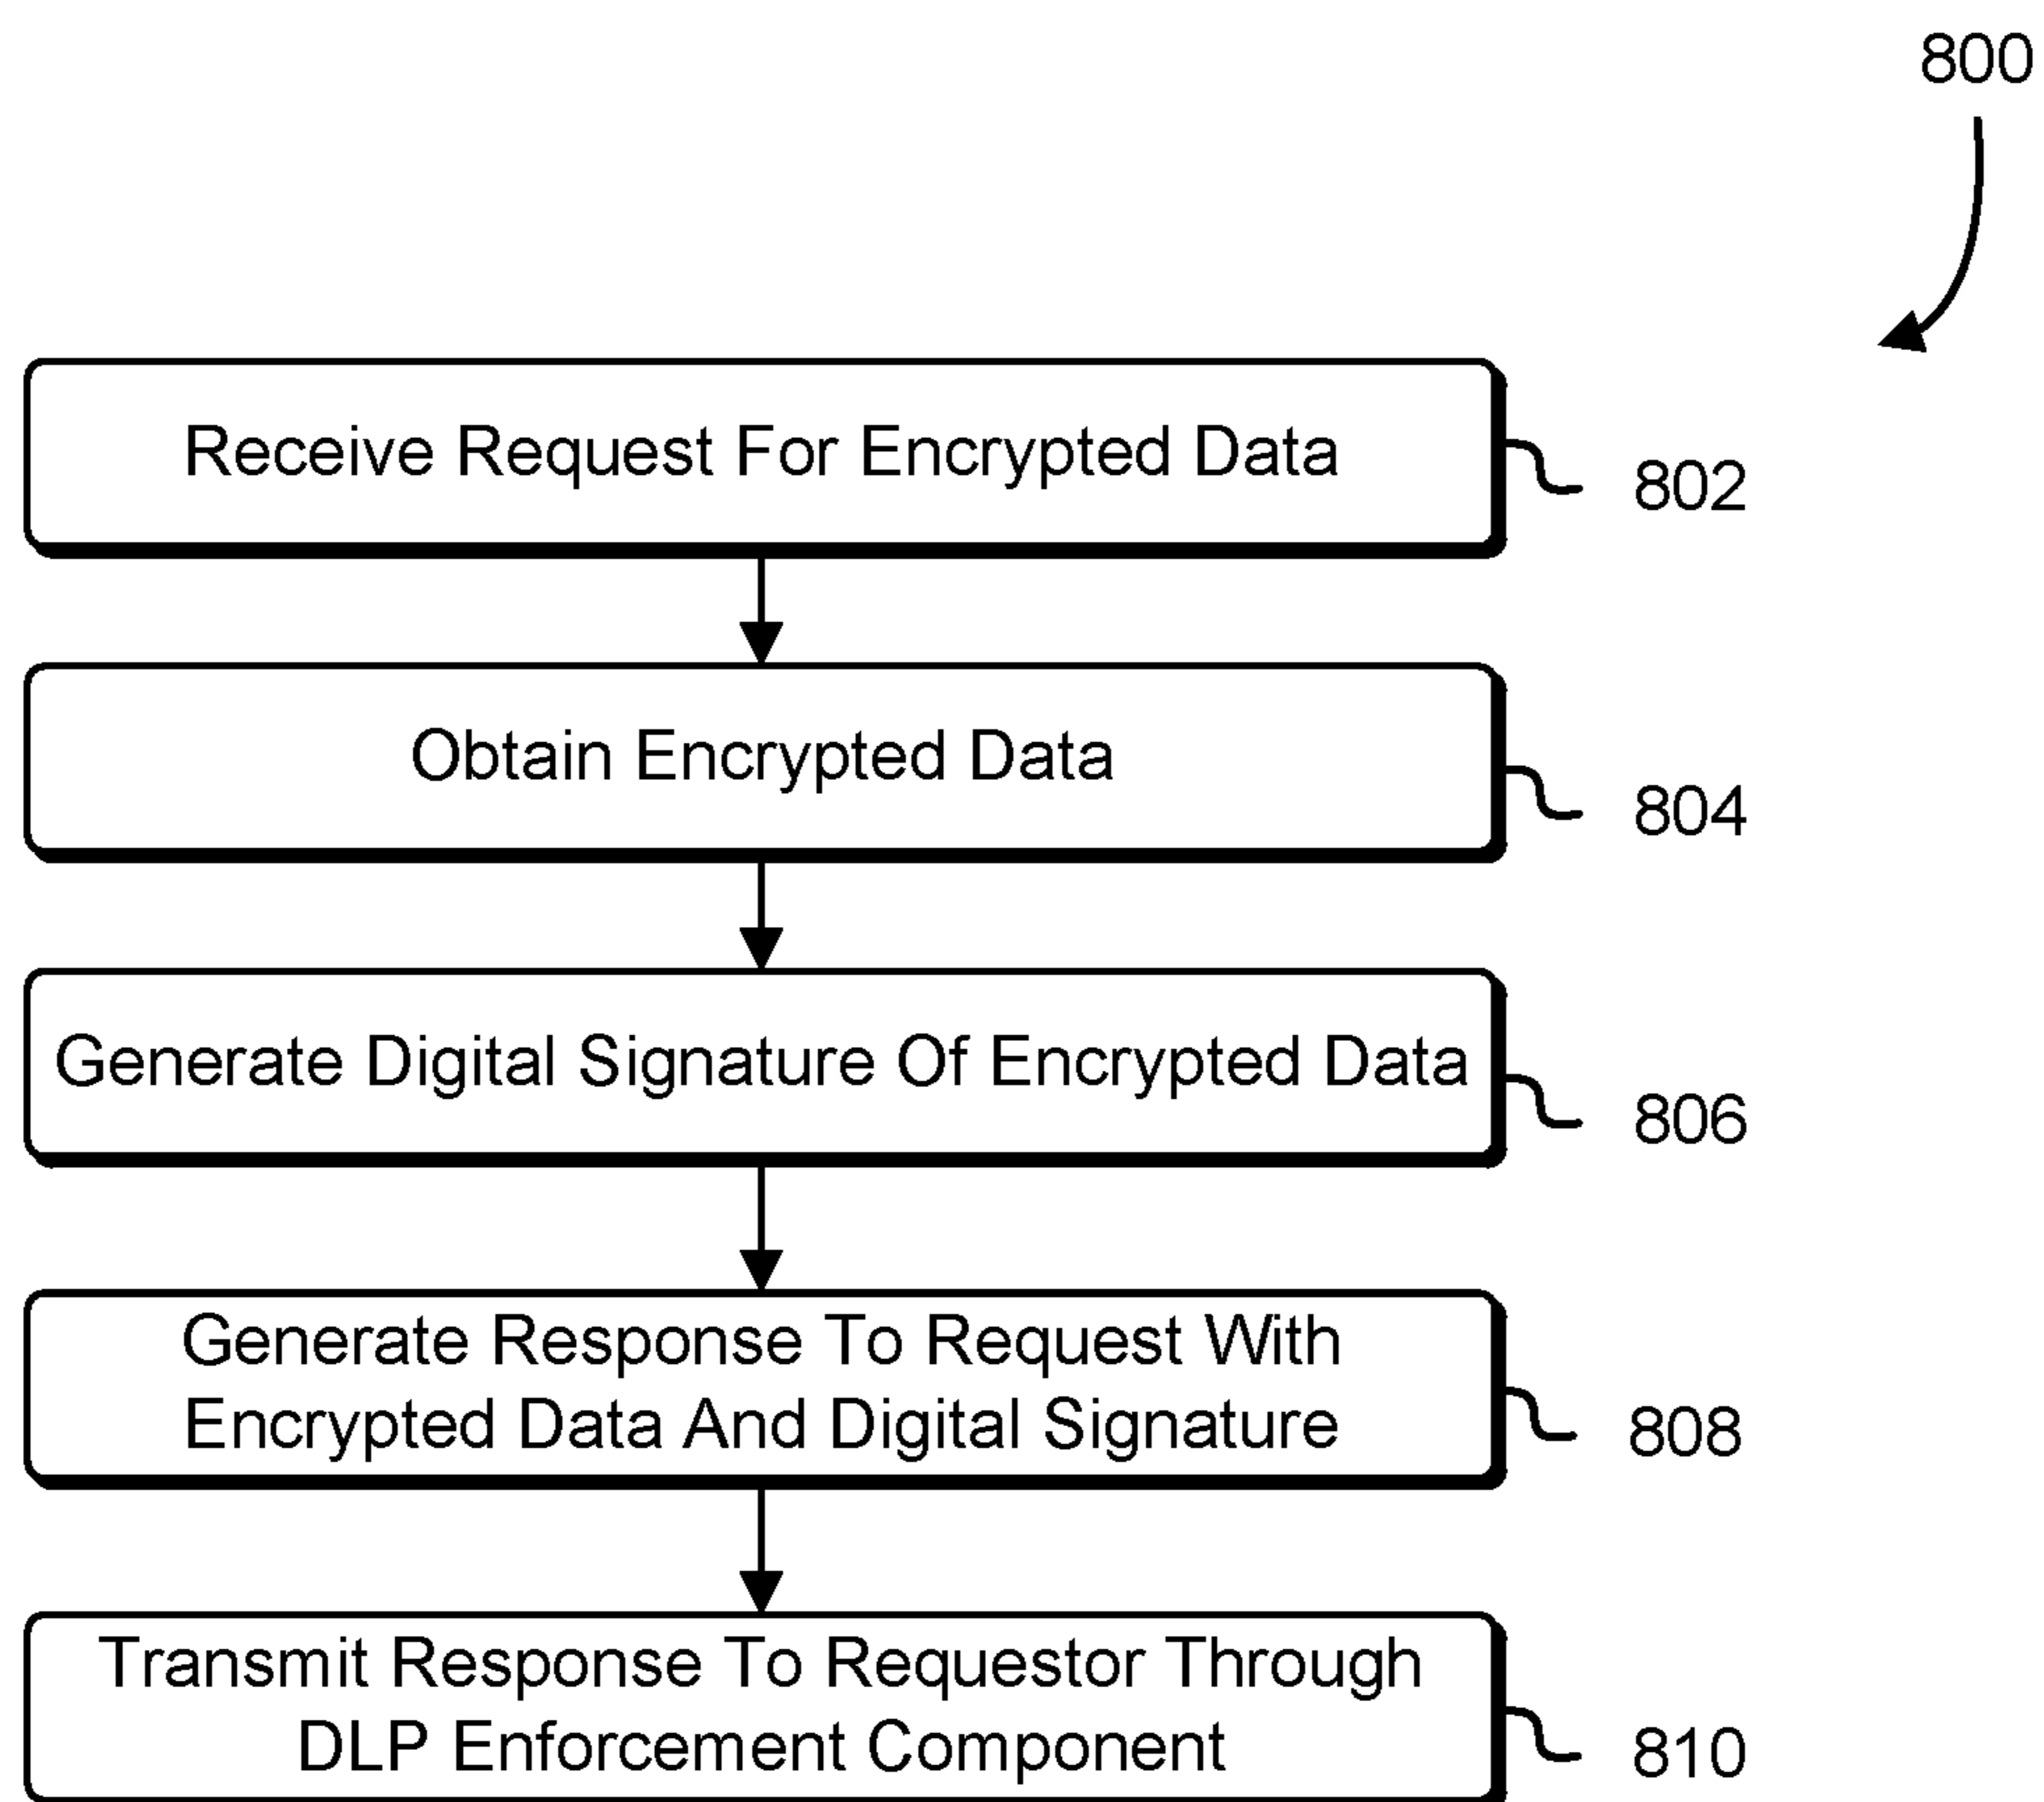 800
Receive Request For Encrypted Data
802
Obtain Encrypted Data
804
Generate Digital Signature Of Encrypted Data
806
Generate Response To Request With
Encrypted Data And Digital Signature
808
Transmit Response To Requestor Through
DLP Enforcement Component
810